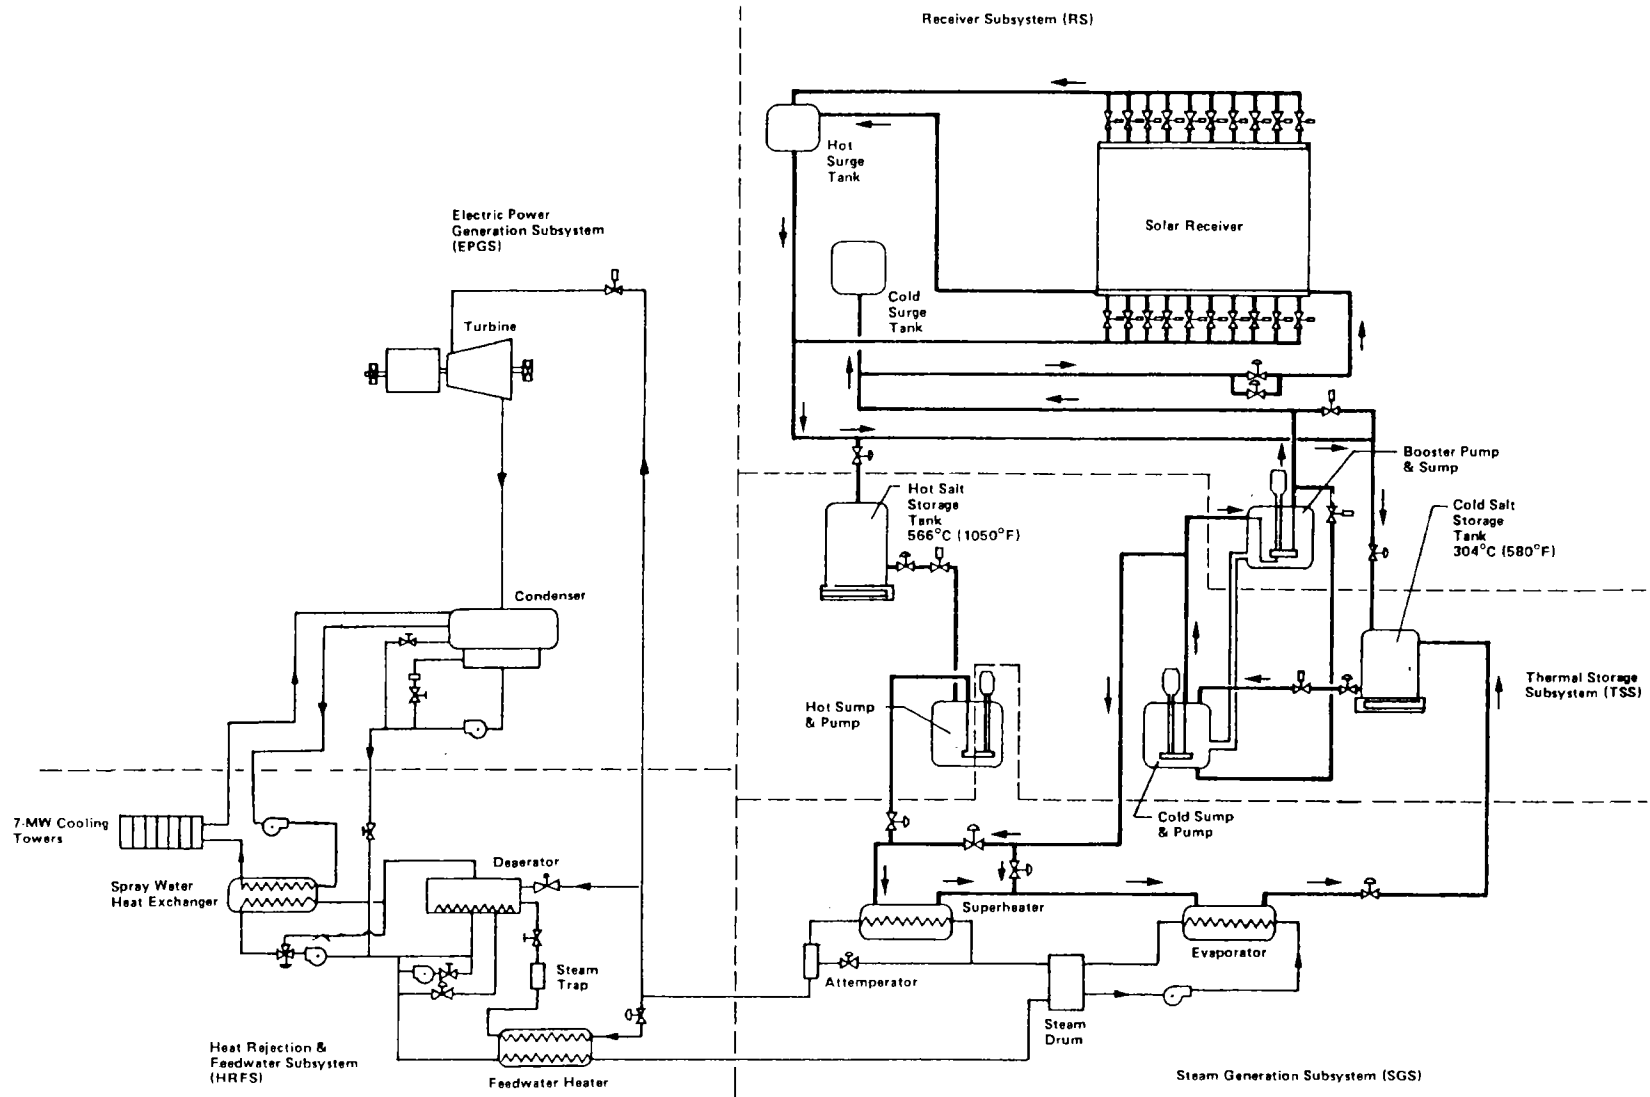 Receiver Subsystem (RS)
Hot
Surge
Tank
Solar Receiver
Electric Power
Generation Subsystem
(EPGS)
Cold
Surge
Tank
Turbine
Booster Pump
& Sump
Hot Salt
Storage
Tank
566°C (1050°F)
Cold Salt
Storage
Tank
304°C (580°F)
Condenser
Thermal Storage
Subsystem (TSS)
Hot Sump
& Pump
Cold Sump
& Pump
7-MW Cooling
Towers
Deaerator
Spray Water
Heat Exchanger
Superheater
Evaporator
Steam
Trap
Attemperator
Steam
Drum
Heat Rejection &
Feedwater Subsystem
(HRFS)
Feedwater Heater
Steam Generation Subsystem (SGS)